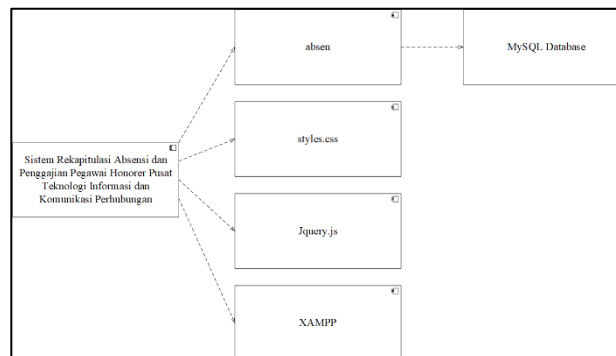 absen
MySQL Database
styles.css
Sistem Rekapitulasi Absensi dan
Penggajian Pegawai Honorer Pusat
Teknologi Informasi dan
Komunikasi Perhubungan
Jquery.js
XAMPP